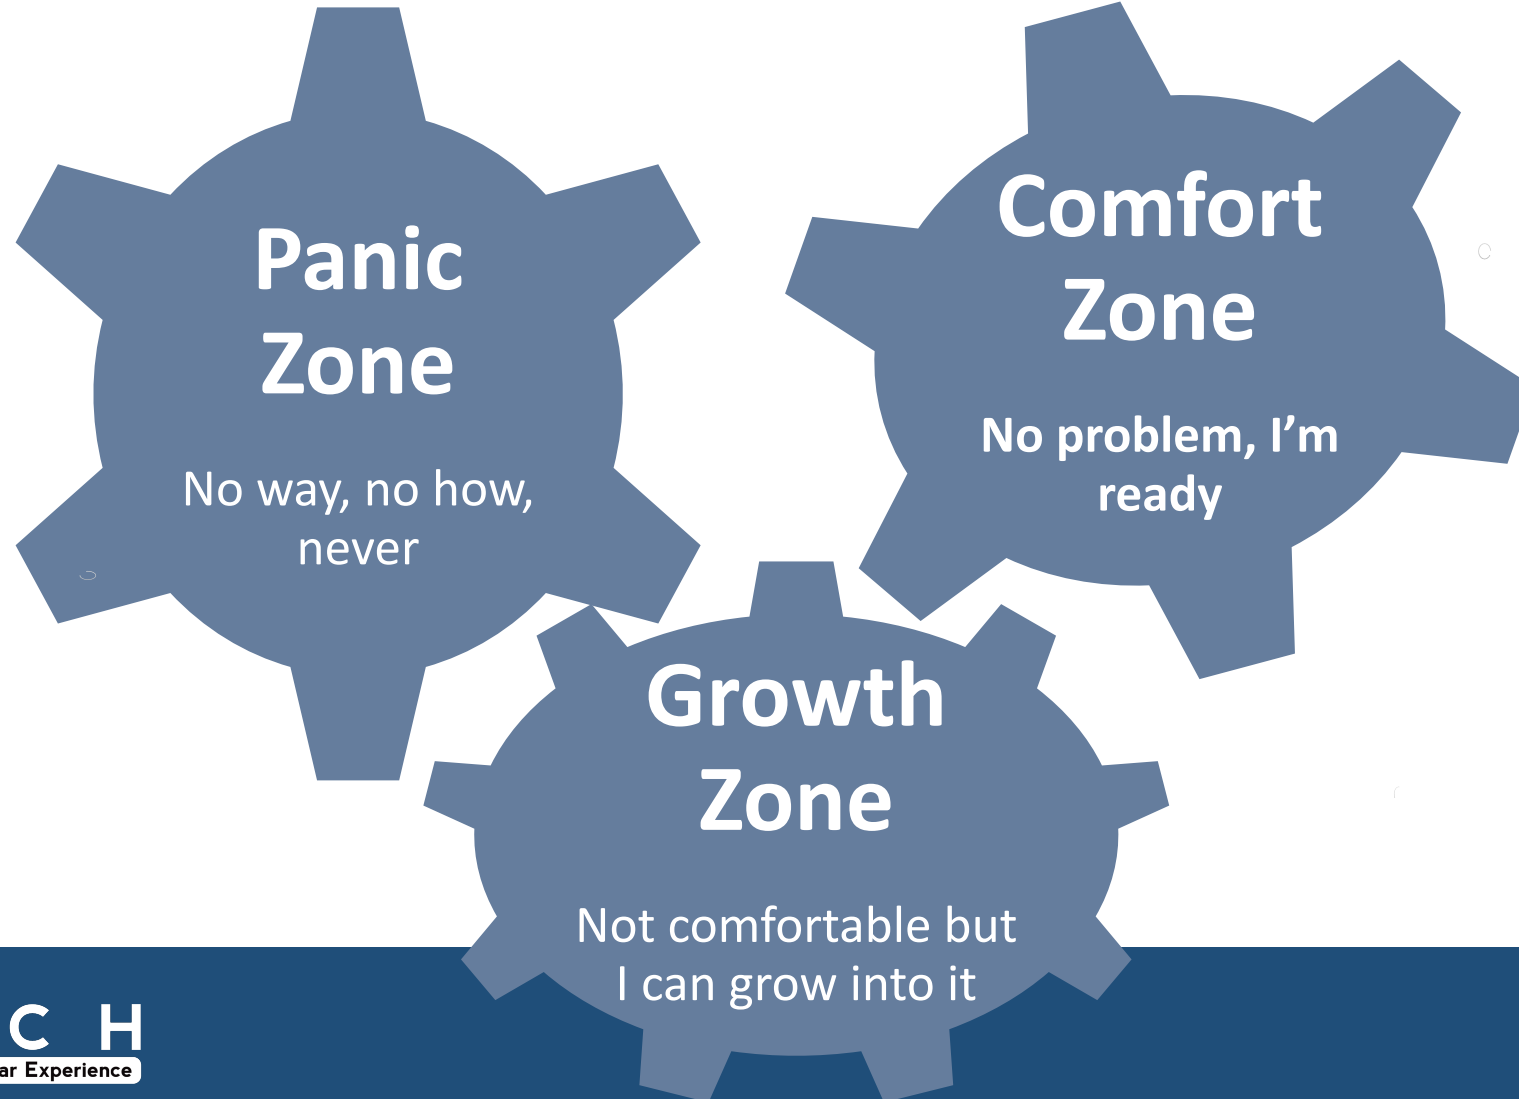 Panic
Zone
No way, no how,
never
Comfort
Zone
No problem, I’m
ready
Growth
Zone
Not comfortable but
I can grow into it
C H
ar Experience